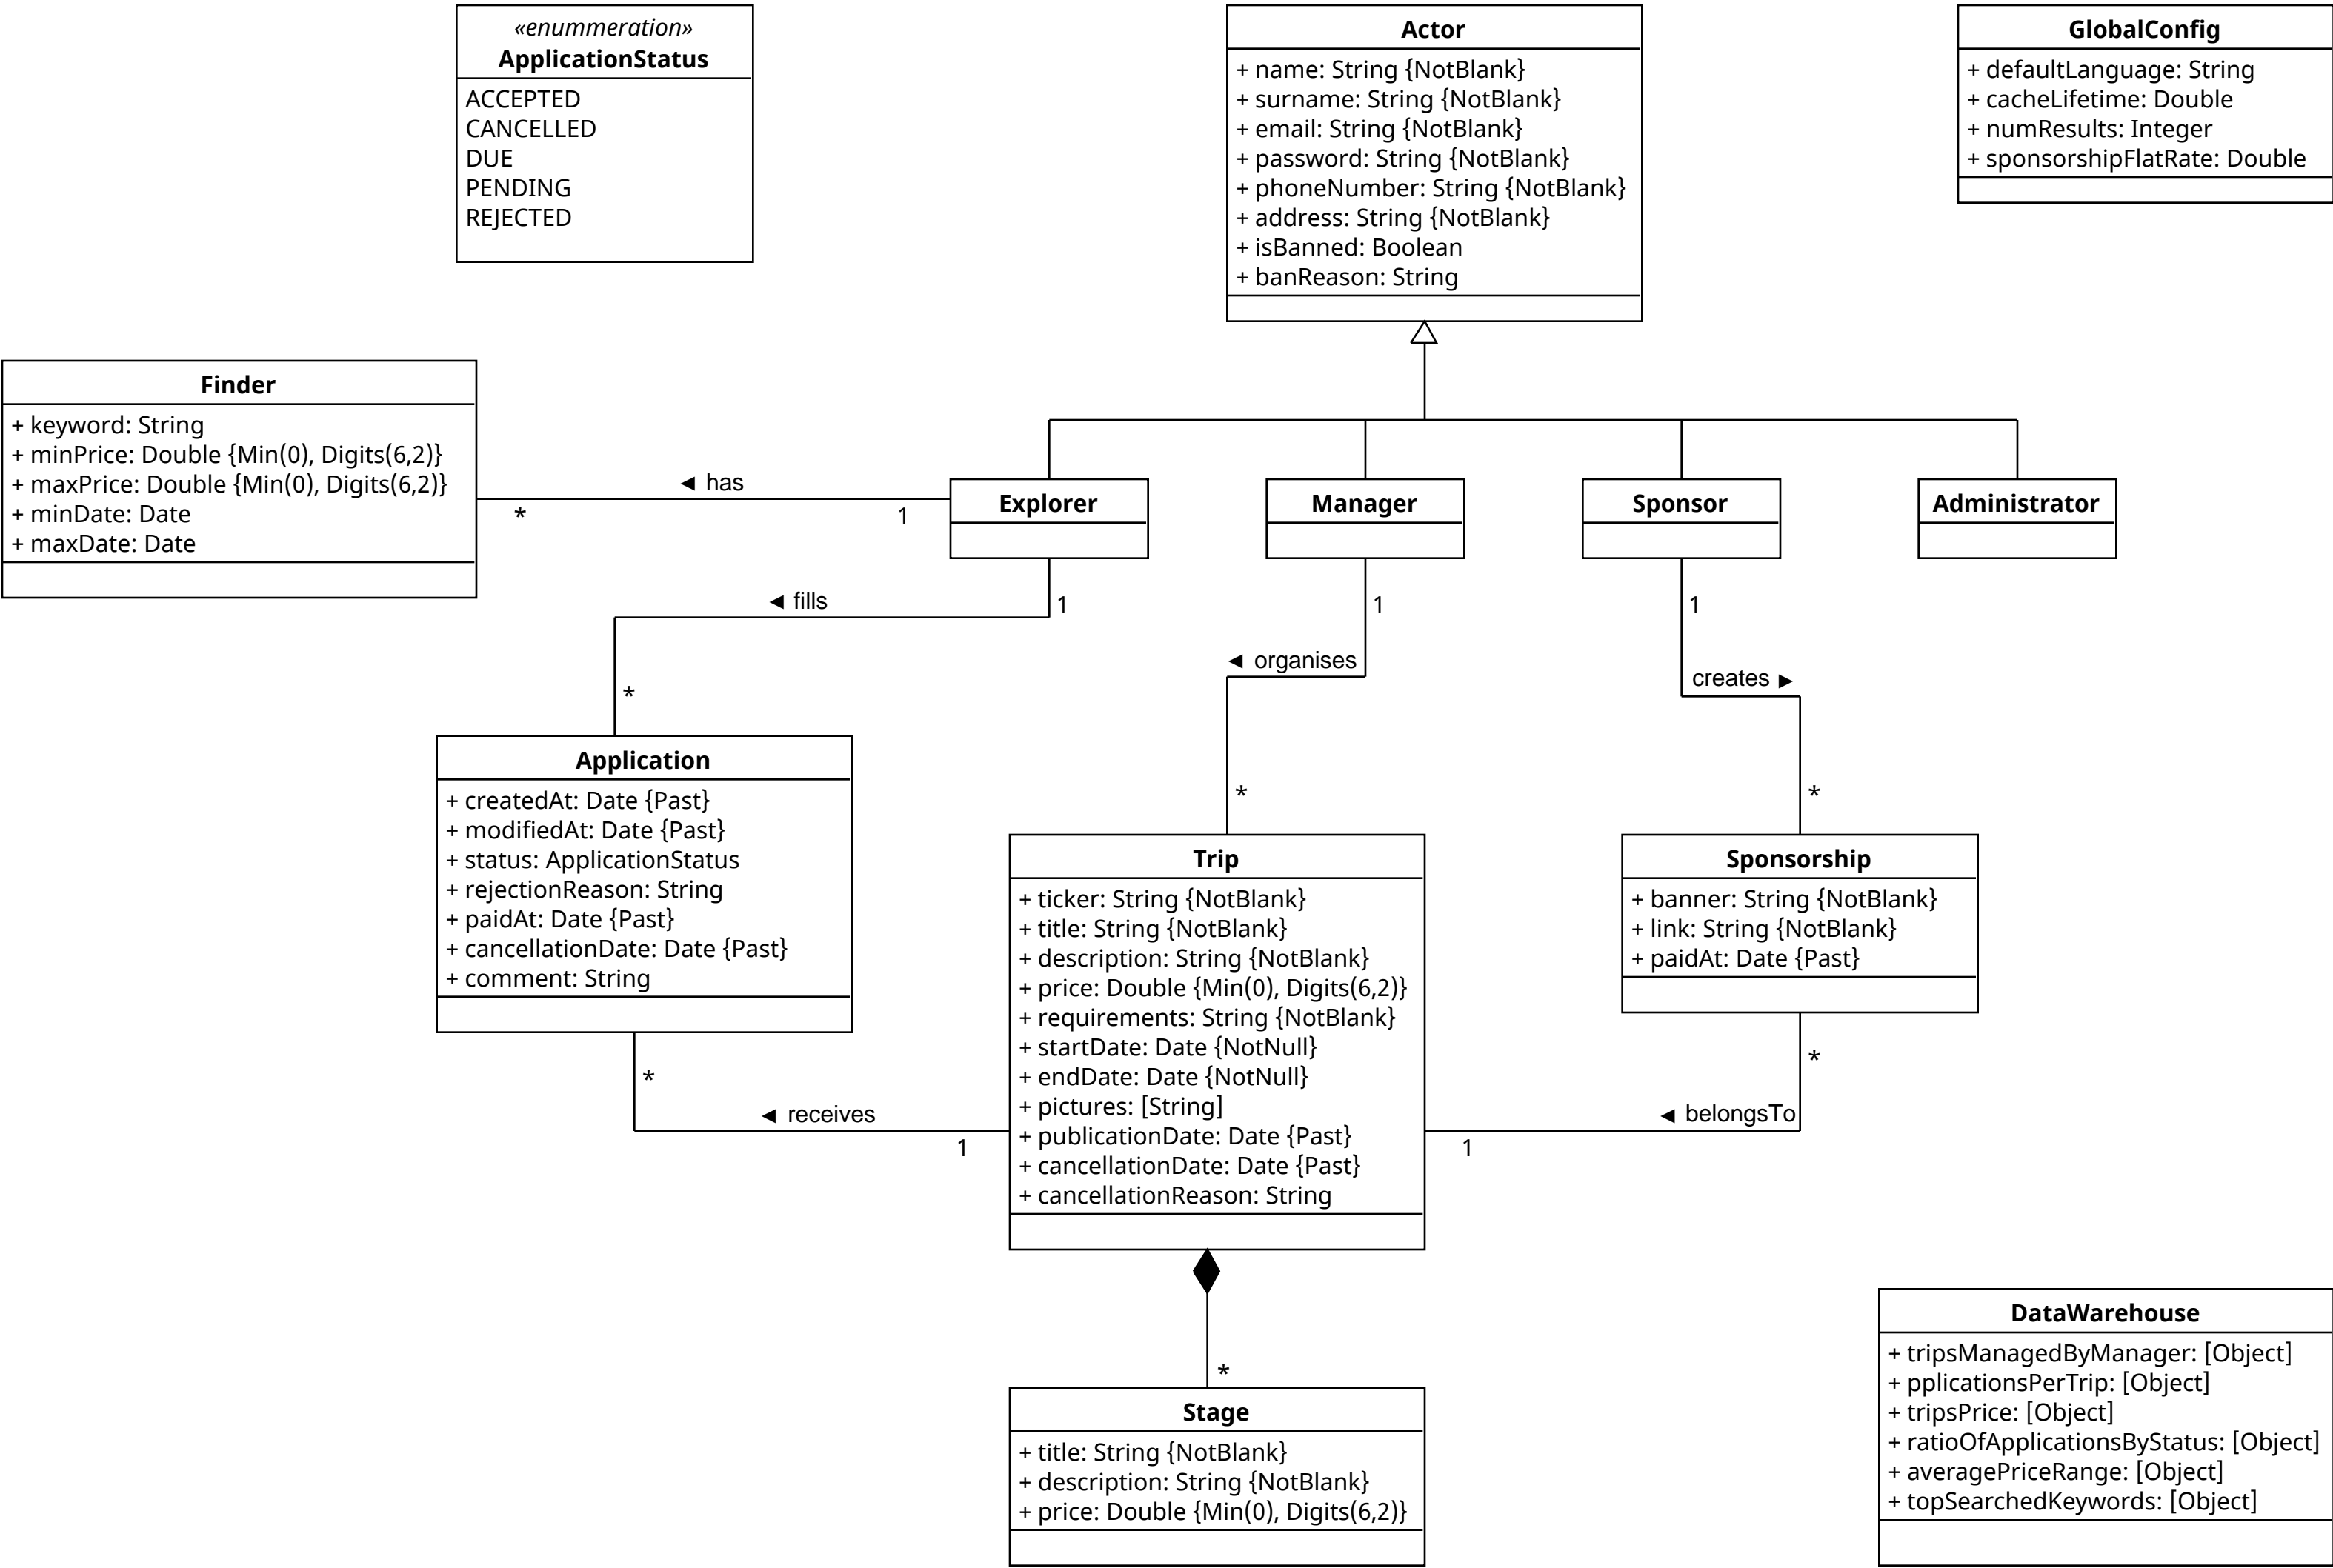 «enummeration»
ApplicationStatus
ACCEPTED
CANCELLED
DUE
PENDING
REJECTED
Actor
+ name: String {NotBlank}
+ surname: String {NotBlank}
+ email: String {NotBlank}
+ password: String {NotBlank}
+ phoneNumber: String {NotBlank}
+ address: String {NotBlank}
+ isBanned: Boolean
+ banReason: String
GlobalConfig
+ defaultLanguage: String
+ cacheLifetime: Double
+ numResults: Integer
+ sponsorshipFlatRate: Double
Finder
+ keyword: String
+ minPrice: Double {Min(0), Digits(6,2)}
+ maxPrice: Double {Min(0), Digits(6,2)}
+ minDate: Date
+ maxDate: Date
◄ has
*
1
Explorer
Manager
Sponsor
Administrator
◄ fills
1
*
◄ organises
1
*
creates ►
1
*
Application
+ createdAt: Date {Past}
+ modifiedAt: Date {Past}
+ status: ApplicationStatus
+ rejectionReason: String
+ paidAt: Date {Past}
+ cancellationDate: Date {Past}
+ comment: String
Trip
+ ticker: String {NotBlank}
+ title: String {NotBlank}
+ description: String {NotBlank}
+ price: Double {Min(0), Digits(6,2)}
+ requirements: String {NotBlank}
+ startDate: Date {NotNull}
+ endDate: Date {NotNull}
+ pictures: [String]
+ publicationDate: Date {Past}
+ cancellationDate: Date {Past}
+ cancellationReason: String
Sponsorship
+ banner: String {NotBlank}
+ link: String {NotBlank}
+ paidAt: Date {Past}
*
◄ receives
1
*
◄ belongsTo
1
*
Stage
+ title: String {NotBlank}
+ description: String {NotBlank}
+ price: Double {Min(0), Digits(6,2)}
DataWarehouse
+ tripsManagedByManager: [Object]
+ pplicationsPerTrip: [Object]
+ tripsPrice: [Object]
+ ratioOfApplicationsByStatus: [Object]
+ averagePriceRange: [Object]
+ topSearchedKeywords: [Object]